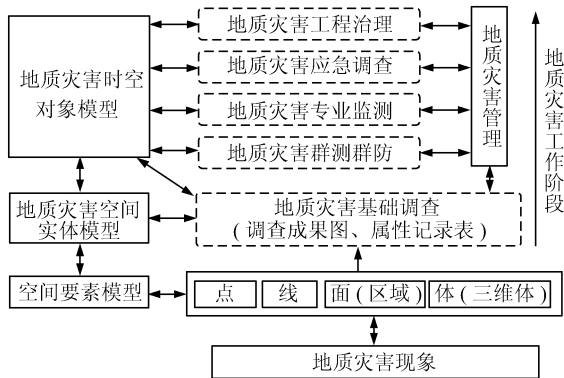 地质灾害工程治理
地质灾害应急调查
地质灾害专业监测
地质灾害群测群防
地质灾害时空
对象模型
地质灾害管理
地质灾害工作阶段
地质灾害空间
实体模型
地质灾害基础调查
(调查成果图、属性记录表)
空间要素模型
点 线 面(区域) 体(三维体)
地质灾害现象